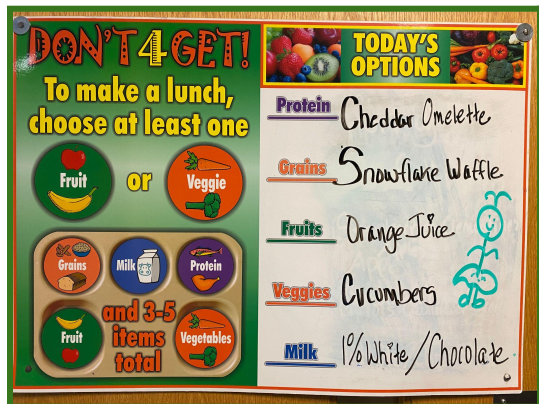 DON'T 4 GET!
To make a lunch,
choose at least one
Fruit
or
Veggie
Grains
Milk
Protein
Fruit
and 3-5
items
total
Vegetables
TODAY'S
OPTIONS
Protein Cheddar Omelette
Grains Snowflake Waffle
Fruits Orange Juice
Veggies Cucumbers
Milk 1% White / Chocolate